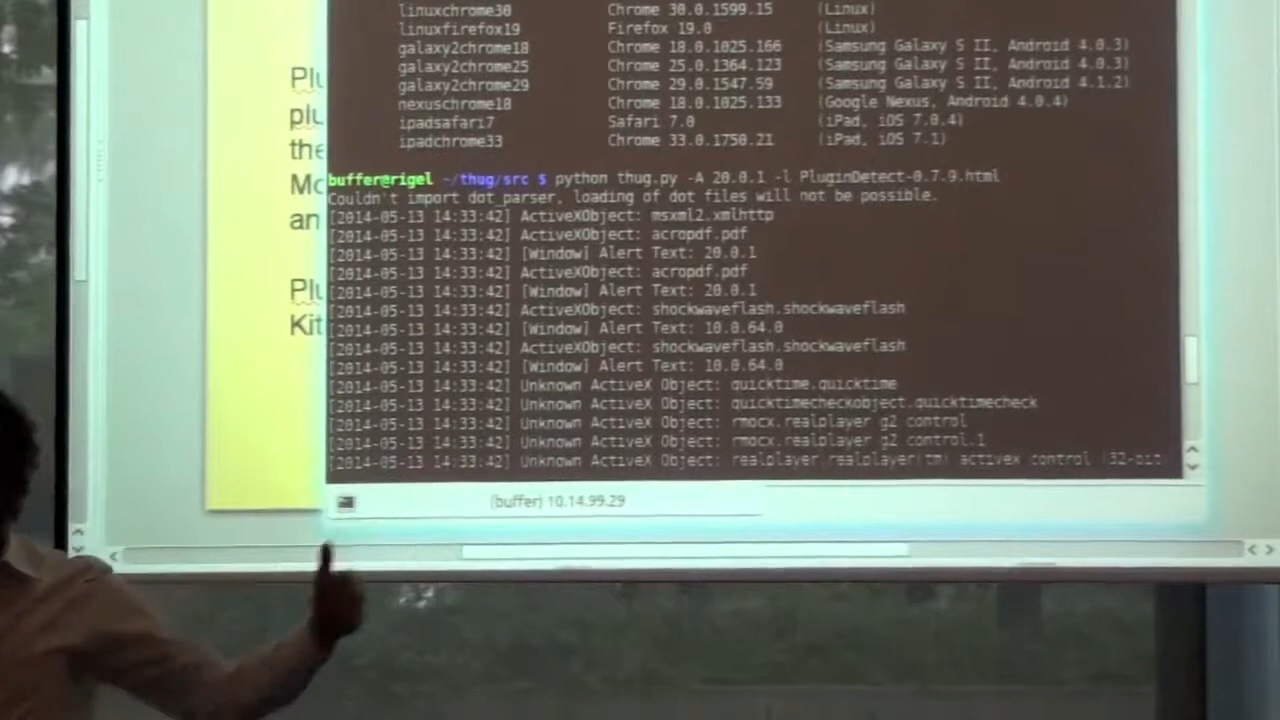 linuxchrome30 Chrome 30.0.1599.15 (Linux)
linuxfirefox19 Firefox 19.0 (Linux)
galaxy2chrome18 Chrome 18.0.1025.166 (Samsung Galaxy S II, Android 4.0.3)
galaxy2chrome25 Chrome 25.0.1364.123 (Samsung Galaxy S II, Android 4.0.3)
galaxy2chrome29 Chrome 29.0.1547.59 (Samsung Galaxy S II, Android 4.1.2)
nexuschrome18 Chrome 18.0.1025.133 (Google Nexus, Android 4.0.4)
ipadsafari7 Safari 7.0 (iPad, iOS 7.0.4)
ipadchrome33 Chrome 33.0.1750.21 (iPad, iOS 7.1)
buffer@rigel ~/thug/src $ python thug.py -A 20.0.1 -l PluginDetect-0.7.9.html
Couldn't import dot_parser, loading of dot files will not be possible.
[2014-05-13 14:33:42] ActiveXObject: msxml2.xmlhttp
[2014-05-13 14:33:42] ActiveXObject: acropdf.pdf
[2014-05-13 14:33:42] [Window] Alert Text: 20.0.1
[2014-05-13 14:33:42] ActiveXObject: acropdf.pdf
[2014-05-13 14:33:42] [Window] Alert Text: 20.0.1
[2014-05-13 14:33:42] ActiveXObject: shockwaveflash.shockwaveflash
[2014-05-13 14:33:42] [Window] Alert Text: 10.0.64.0
[2014-05-13 14:33:42] ActiveXObject: shockwaveflash.shockwaveflash
[2014-05-13 14:33:42] [Window] Alert Text: 10.0.64.0
[2014-05-13 14:33:42] Unknown ActiveX Object: quicktime.quicktime
[2014-05-13 14:33:42] Unknown ActiveX Object: quicktimecheckobject.quicktimecheck
[2014-05-13 14:33:42] Unknown ActiveX Object: rmocx.realplayer g2 control
[2014-05-13 14:33:42] Unknown ActiveX Object: rmocx.realplayer g2 control.1
[2014-05-13 14:33:42] Unknown ActiveX Object: realplayer.realplayer(tm) activex control (32-bit
(buffer) 10.14.99.29
Plu
plu
the
Mo
an
Plu
Kit